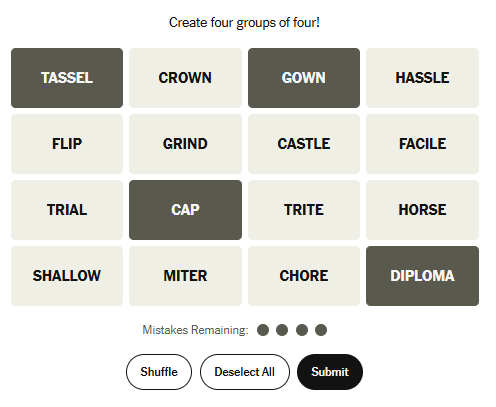 Create four groups of four!
TASSEL CROWN GOWN HASSLE
FLIP GRIND CASTLE FACILE
TRIAL CAP TRITE HORSE
SHALLOW MITER CHORE DIPLOMA
Mistakes Remaining:
Shuffle Deselect All Submit